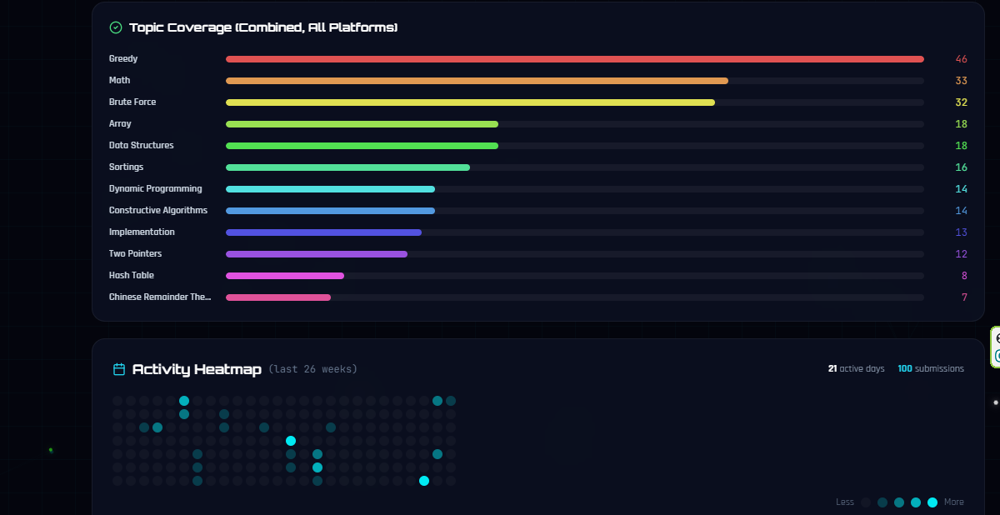 Topic Coverage (Combined, All Platforms)
Greedy 46
Math 33
Brute Force 32
Array 18
Data Structures 18
Sortings 16
Dynamic Programming 14
Constructive Algorithms 14
Implementation 13
Two Pointers 12
Hash Table 8
Chinese Remainder The... 7
Activity Heatmap (last 26 weeks) 21 active days 100 submissions
Less More